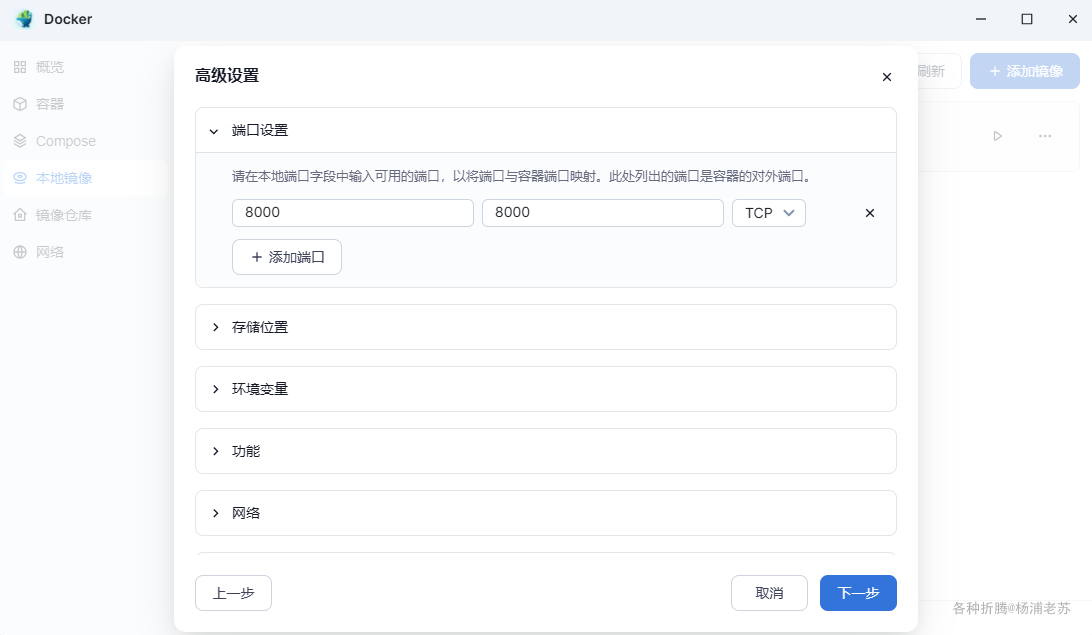 Docker
概览
容器
Compose
本地镜像
镜像仓库
网络
刷新
添加镜像
高级设置
端口设置
请在本地端口字段中输入可用的端口，以将端口与容器端口映射。此处列出的端口是容器的对外端口。
8000 8000 TCP
添加端口
存储位置
环境变量
功能
网络
上一步 取消 下一步
各种折腾@杨浦老苏